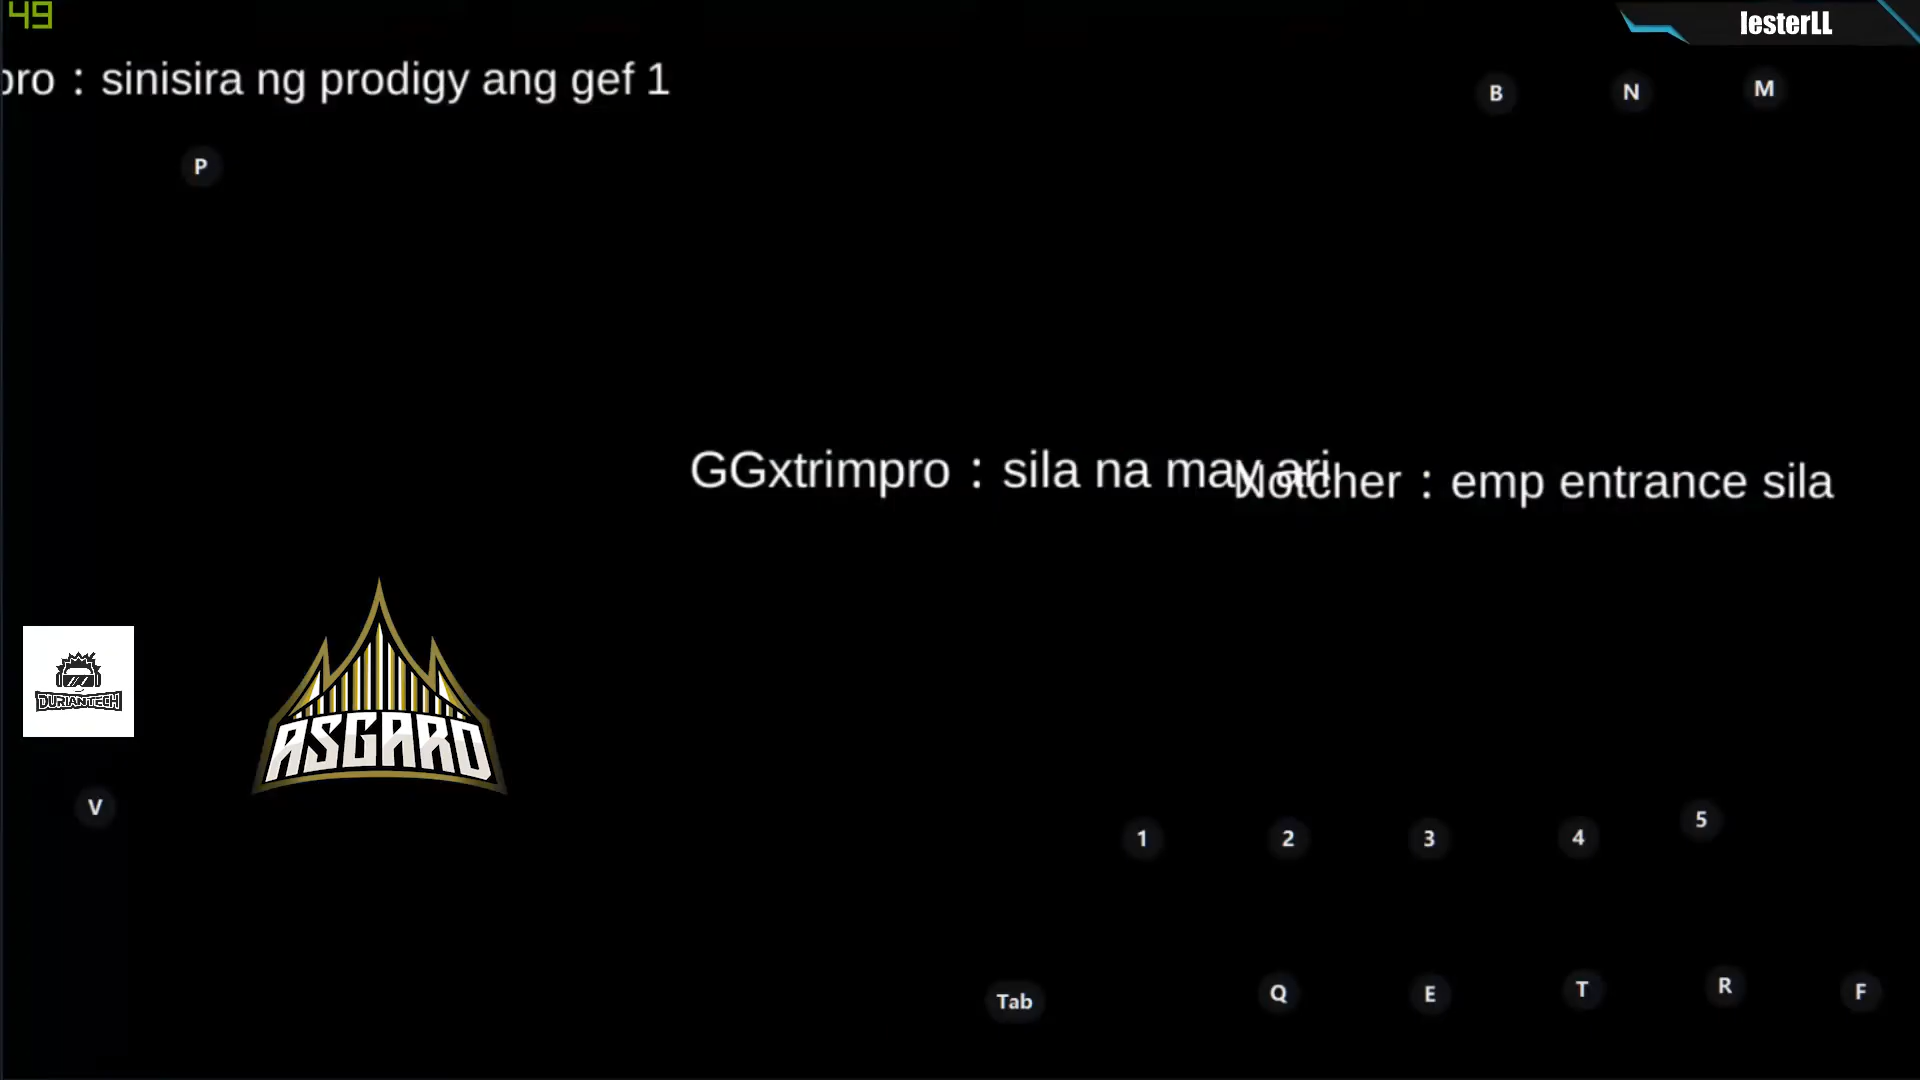 49
lesterLL
pro : sinisira ng prodigy ang gef 1
B
N
M
P
GGxtrimpro : sila na may ari
Notcher : emp entrance sila
DURIANTECH
ASGARD
V
1
2
3
4
5
Tab
Q
E
T
R
F